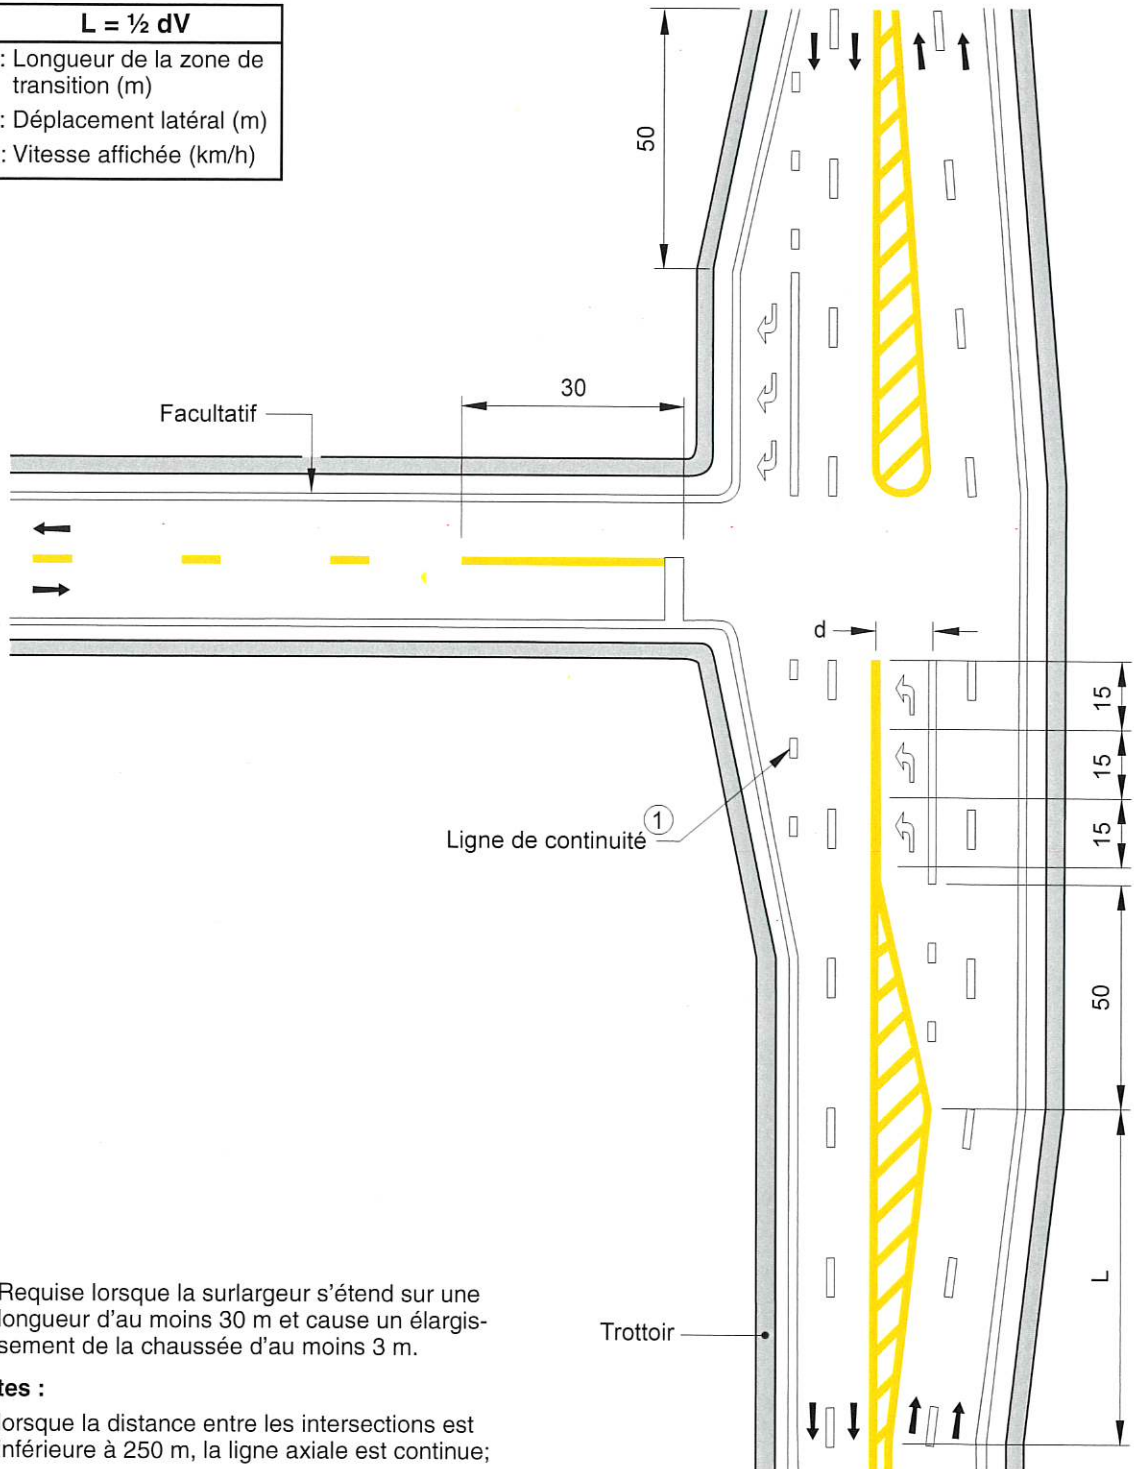 L = ½ dV
: Longueur de la zone de
transition (m)
: Déplacement latéral (m)
: Vitesse affichée (km/h)
50
30
Facultatif
d
15
15
15
1
Ligne de continuité
50
L
Requise lorsque la surlargeur s'étend sur une
longueur d'au moins 30 m et cause un élargis-
sement de la chaussée d'au moins 3 m.
Trottoir
tes :
lorsque la distance entre les intersections est
inférieure à 250 m, la ligne axiale est continue;